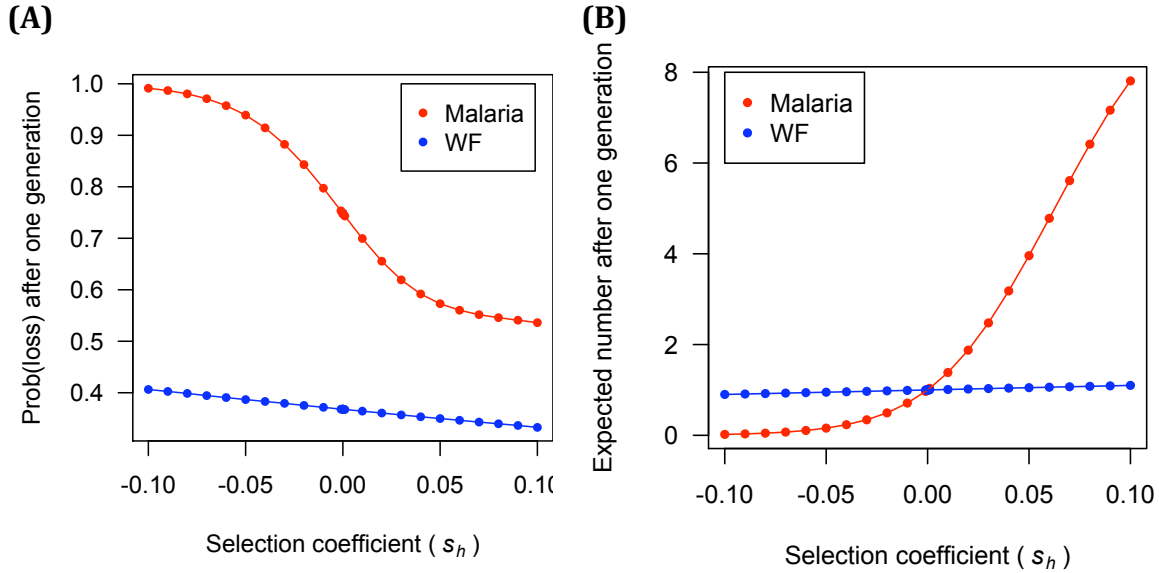 (A)
Prob(loss) after one generation
1.0
0.9
0.8
0.7
0.6
0.5
0.4
Malaria
WF
-0.10
-0.05
0.00
0.05
0.10
Selection coefficient ( s_h )
(B)
Expected number after one generation
8
6
4
2
0
Malaria
WF
-0.10
-0.05
0.00
0.05
0.10
Selection coefficient ( s_h )